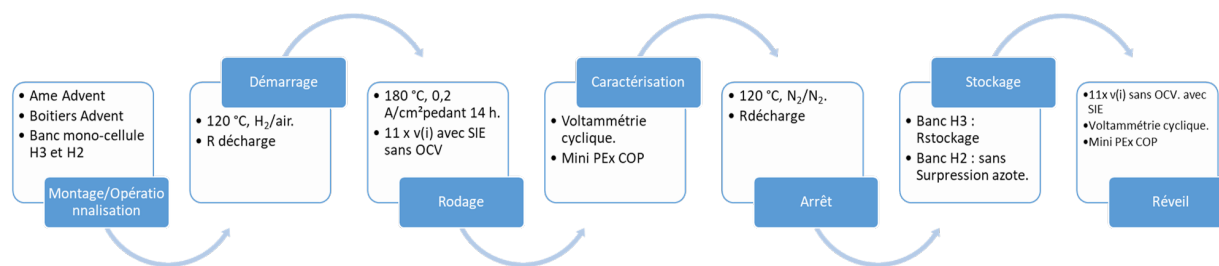 • Ame Advent
• Boitiers Advent
• Banc mono-cellule
H3 et H2
Montage/Opératio
nnalisation
Démarrage
• 120 °C, H₂/air.
• R décharge
• 180 °C, 0,2
A/cm²pedant 14 h.
• 11 x v(i) avec SIE
sans OCV
Rodage
Caractérisation
• Voltammétrie
cyclique.
• Mini PEx COP
• 120 °C, N₂/N₂.
• Rdécharge
Arrêt
Stockage
• Banc H3 :
Rstockage
• Banc H2 : sans
Surpression azote.
•11x v(i) sans OCV. avec
SIE
•Voltammétrie cyclique.
•Mini PEx COP
Réveil